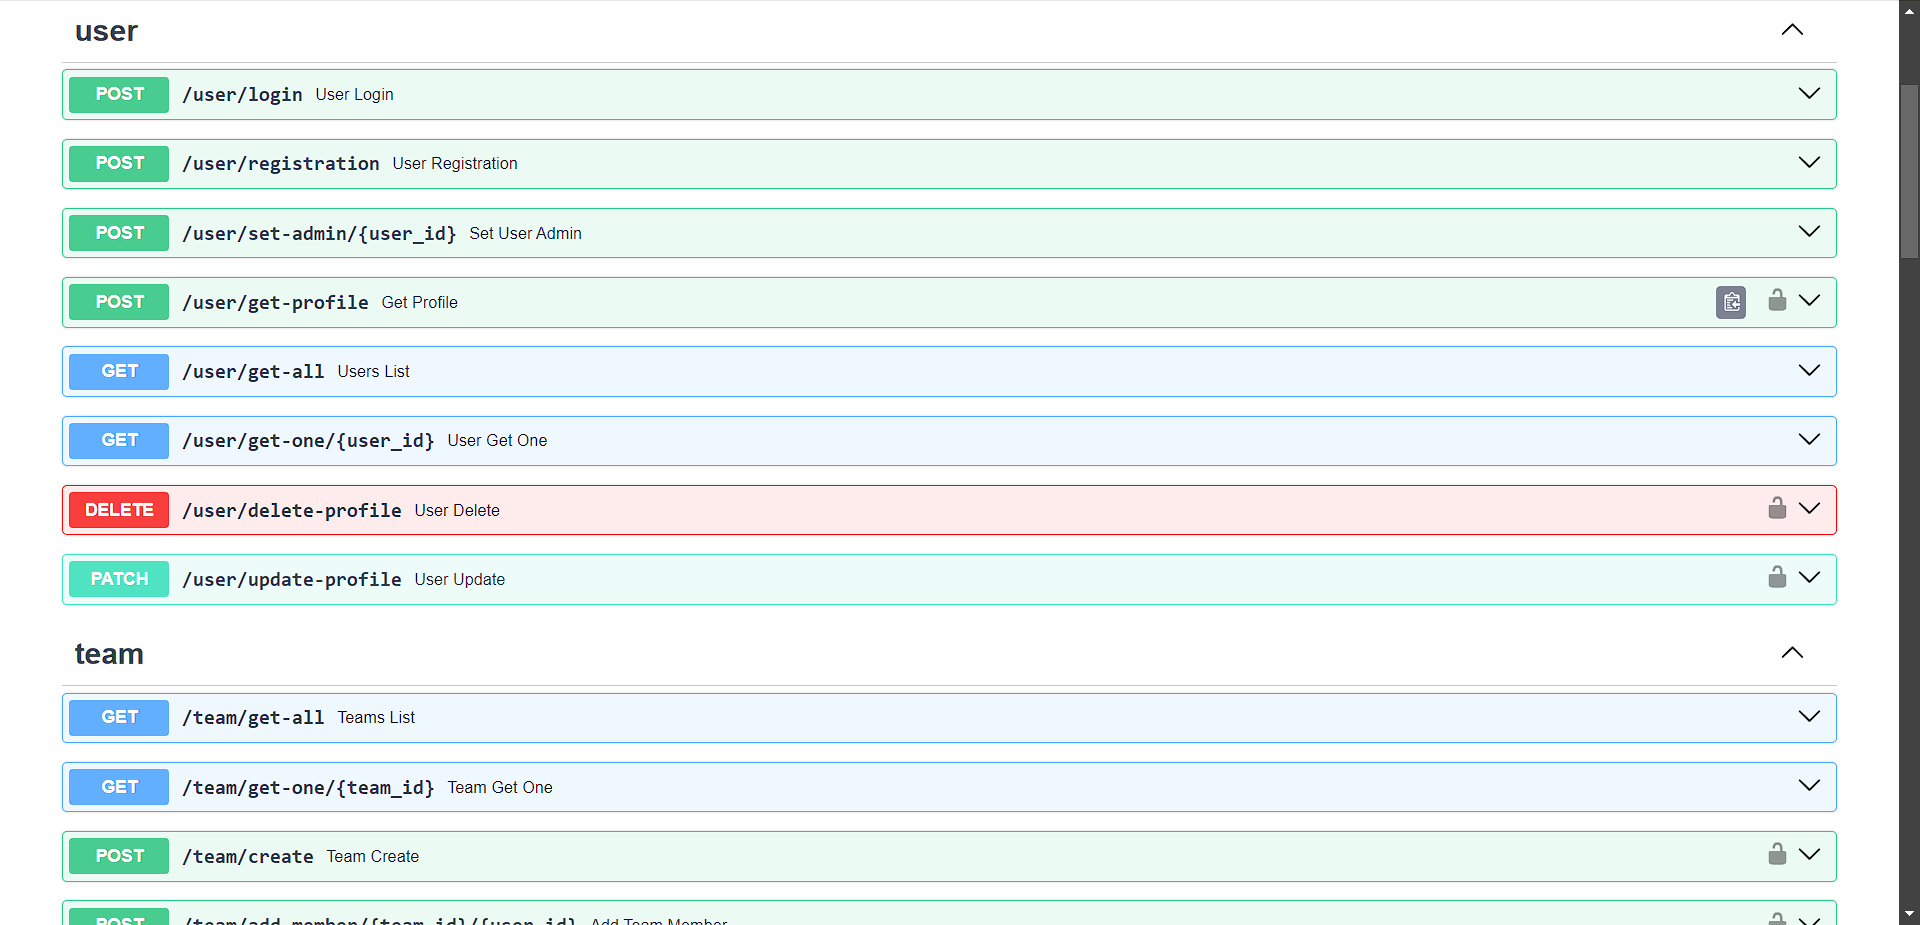 user
POST /user/login User Login
POST /user/registration User Registration
POST /user/set-admin/{user_id} Set User Admin
POST /user/get-profile Get Profile
GET /user/get-all Users List
GET /user/get-one/{user_id} User Get One
DELETE /user/delete-profile User Delete
PATCH /user/update-profile User Update
team
GET /team/get-all Teams List
GET /team/get-one/{team_id} Team Get One
POST /team/create Team Create
POST /team/add-member/{team_id}/{user_id} Add Team Member